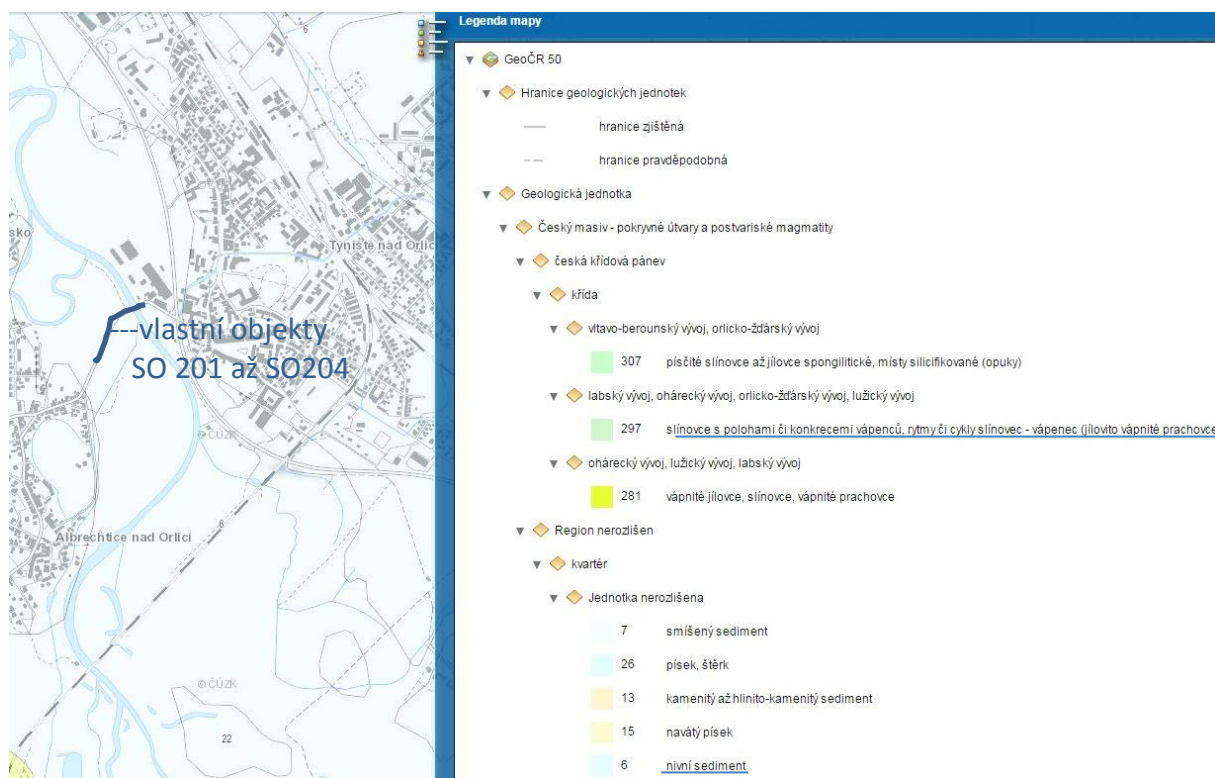 6
sko
Týniště nad Orlic
---vlastní objekty
SO 201 až SO204
© ČÚZK
6
Albrechtice nad Orlicí
© ČÚZK
22
Legenda mapy
GeoČR 50
Hranice geologických jednotek
hranice zjištěná
hranice pravděpodobná
Geologická jednotka
Český masiv - pokryvné útvary a postvariské magmatity
česká křídová pánev
křída
vltavo-berounský vývoj, orlicko-žďárský vývoj
307 písčité slínovce až jílovce spongilitické, místy silicifikované (opuky)
labský vývoj, ohárecký vývoj, orlicko-žďárský vývoj, lužický vývoj
297 slínovce s polohami či konkrecemi vápenců, rytmy či cykly slínovec - vápenec (jílovito vápnité prachovce
ohárecký vývoj, lužický vývoj, labský vývoj
281 vápnité jílovce, slínovce, vápnité prachovce
Region nerozlišen
kvartér
Jednotka nerozlišena
7 smíšený sediment
26 písek, štěrk
13 kamenitý až hlinito-kamenitý sediment
15 navátý písek
6 nivní sediment